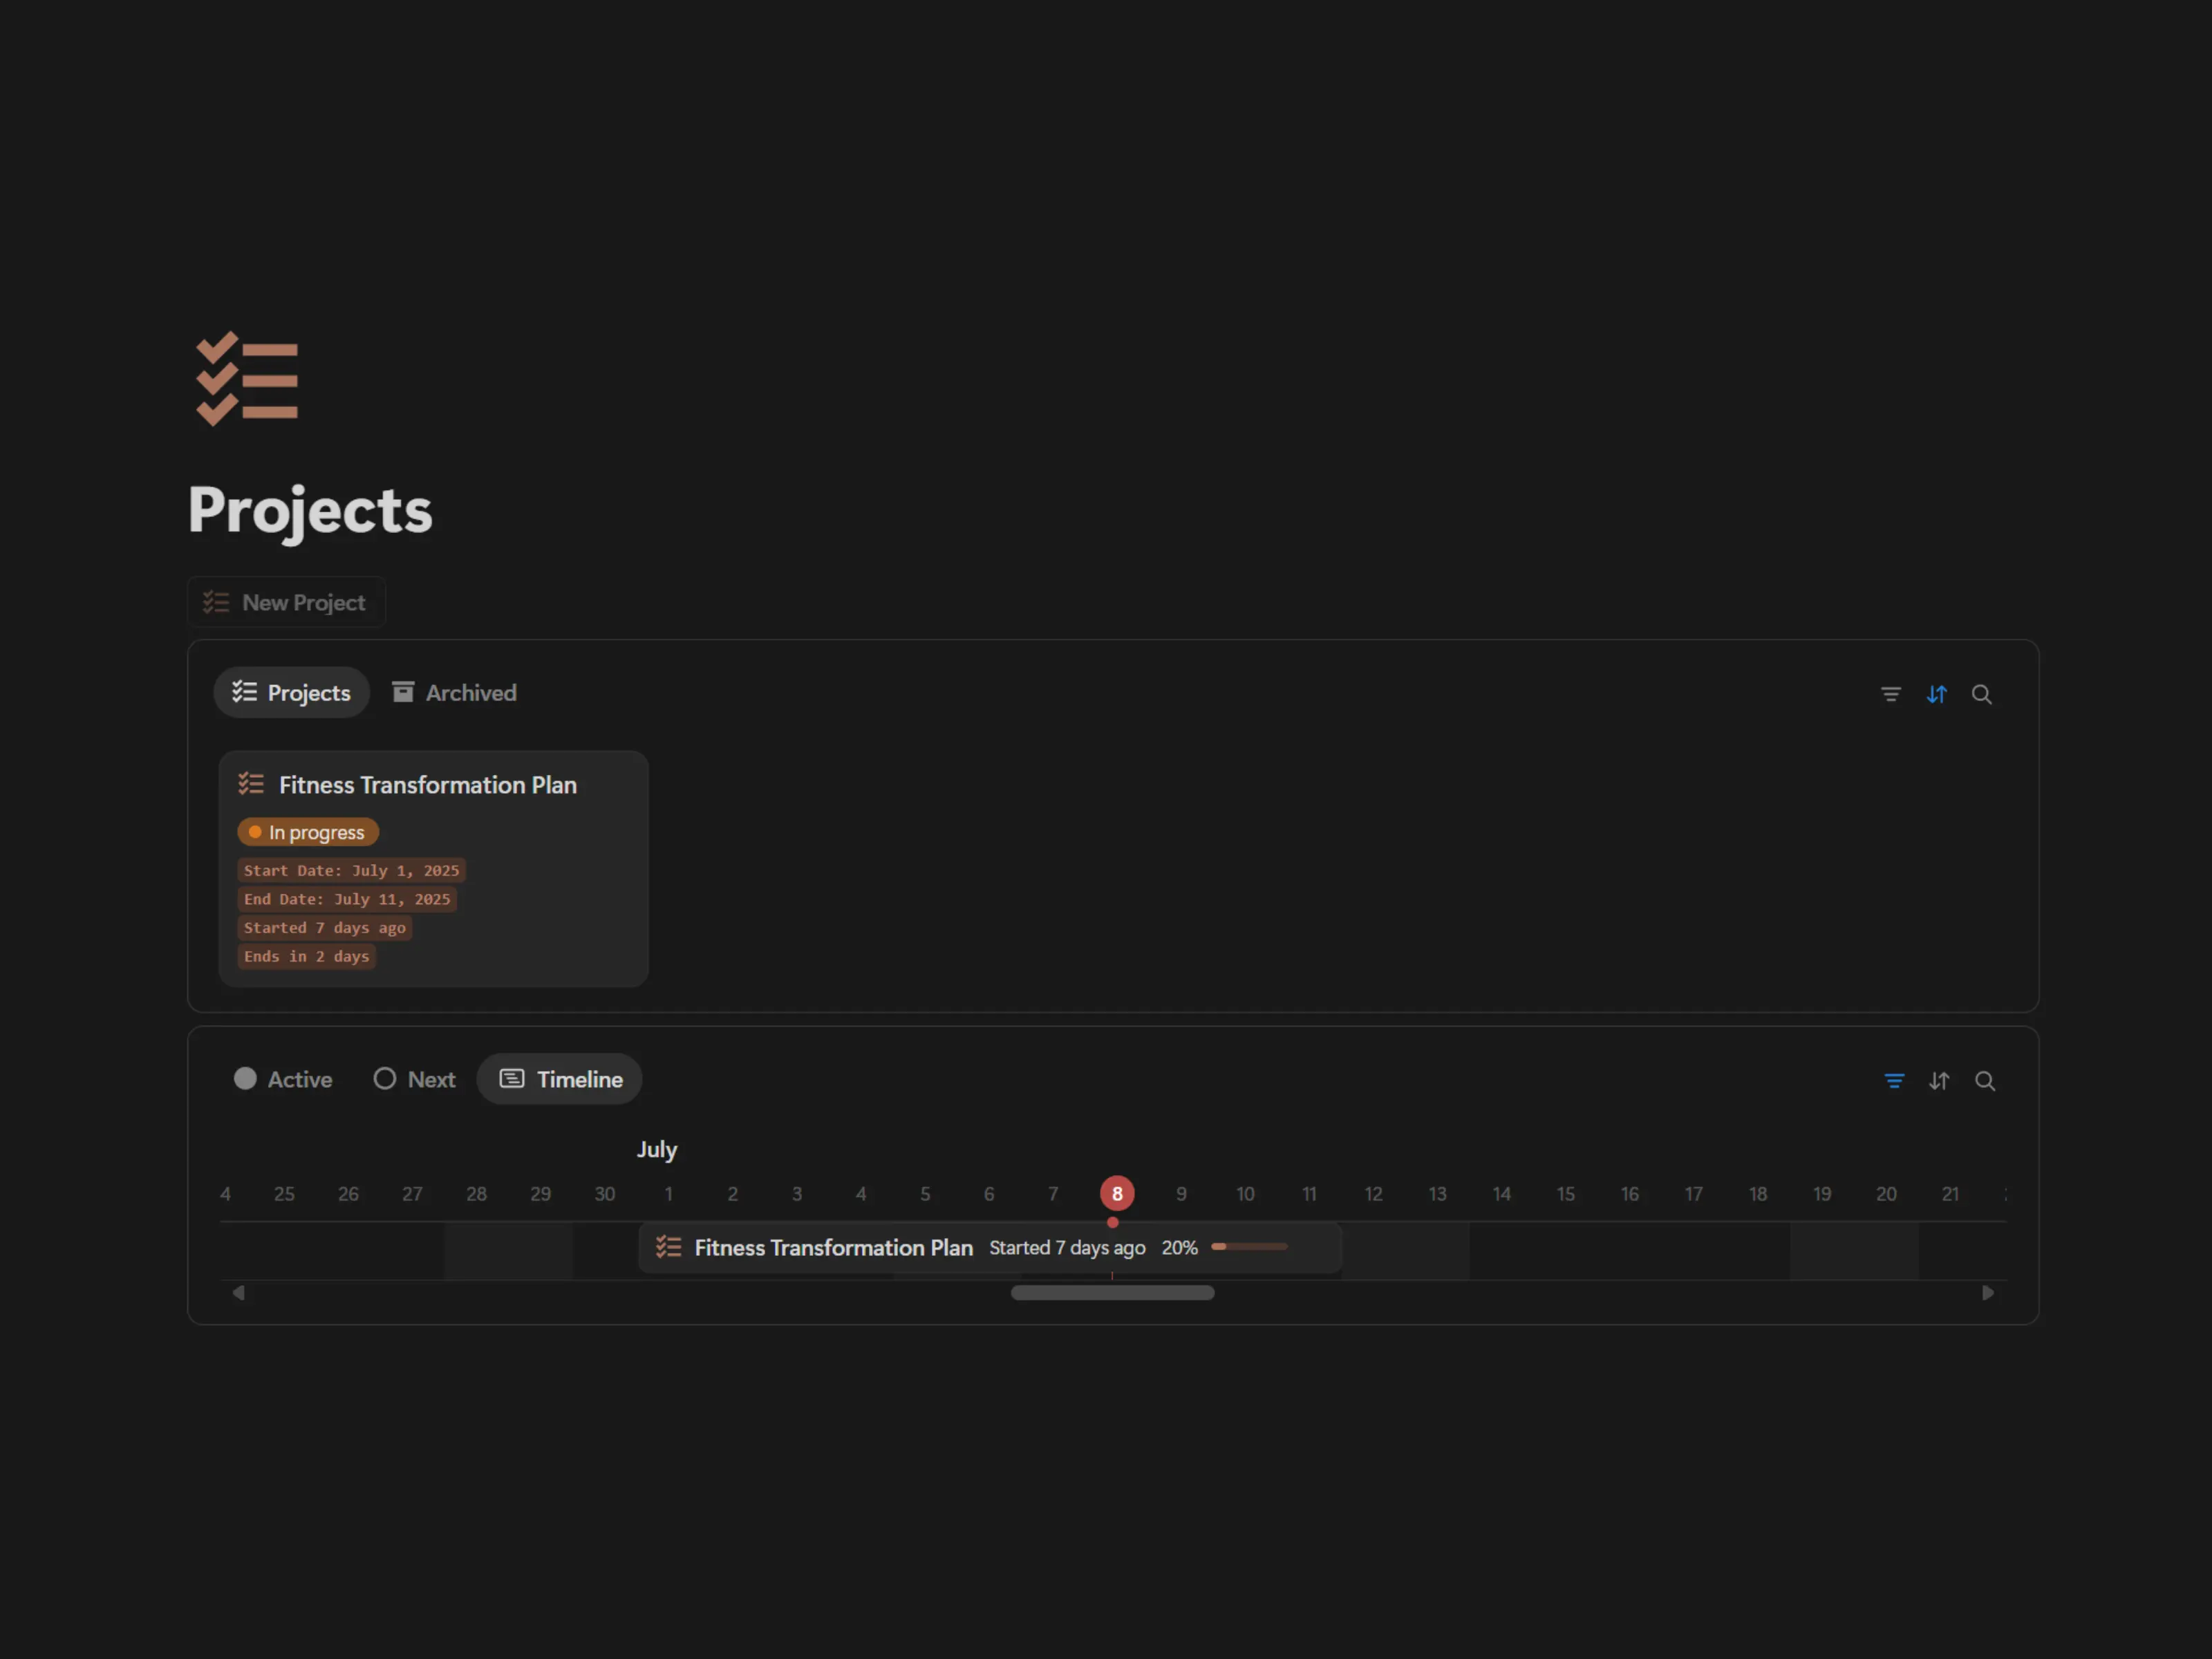 Projects
New Project
Projects Archived
Fitness Transformation Plan
In progress
Start Date: July 1, 2025
End Date: July 11, 2025
Started 7 days ago
Ends in 2 days
Active Next Timeline
July
4 25 26 27 28 29 30 1 2 3 4 5 6 7 8 9 10 11 12 13 14 15 16 17 18 19 20 21
Fitness Transformation Plan Started 7 days ago 20%